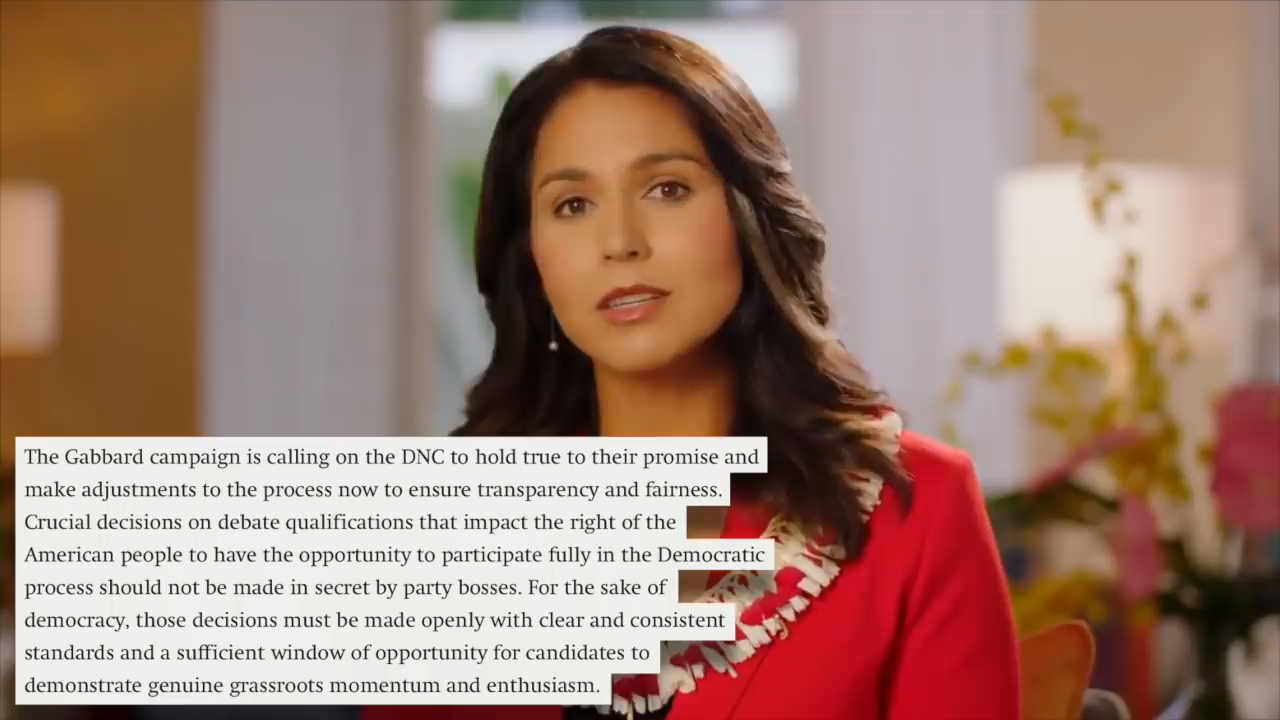 The Gabbard campaign is calling on the DNC to hold true to their promise and
make adjustments to the process now to ensure transparency and fairness.
Crucial decisions on debate qualifications that impact the right of the
American people to have the opportunity to participate fully in the Democratic
process should not be made in secret by party bosses. For the sake of
democracy, those decisions must be made openly with clear and consistent
standards and a sufficient window of opportunity for candidates to
demonstrate genuine grassroots momentum and enthusiasm.